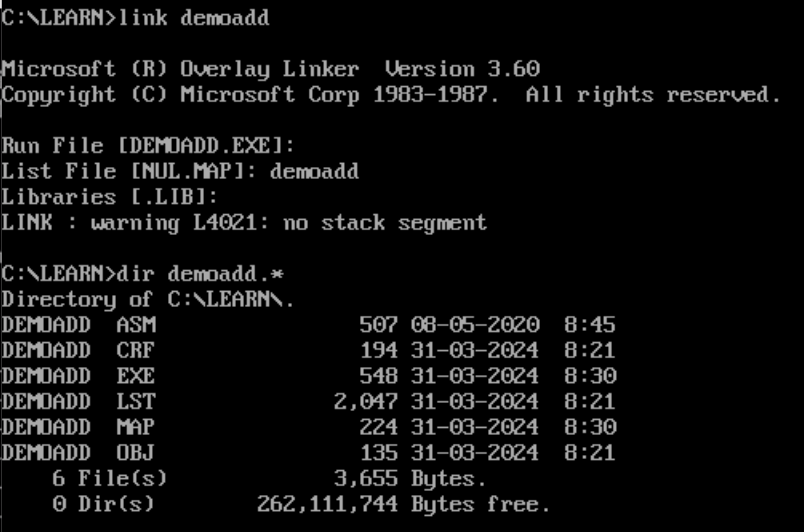 C:\LEARN>link demoadd
Microsoft (R) Overlay Linker  Version 3.60
Copyright (C) Microsoft Corp 1983-1987.  All rights reserved.
Run File [DEMOADD.EXE]:
List File [NUL.MAP]: demoadd
Libraries [.LIB]:
LINK : warning L4021: no stack segment
C:\LEARN>dir demoadd.*
Directory of C:\LEARN\.
DEMOADD  ASM                507 08-05-2020  8:45
DEMOADD  CRF                194 31-03-2024  8:21
DEMOADD  EXE                548 31-03-2024  8:30
DEMOADD  LST              2,047 31-03-2024  8:21
DEMOADD  MAP                224 31-03-2024  8:30
DEMOADD  OBJ                135 31-03-2024  8:21
    6 File(s)             3,655 Bytes.
    0 Dir(s)       262,111,744 Bytes free.